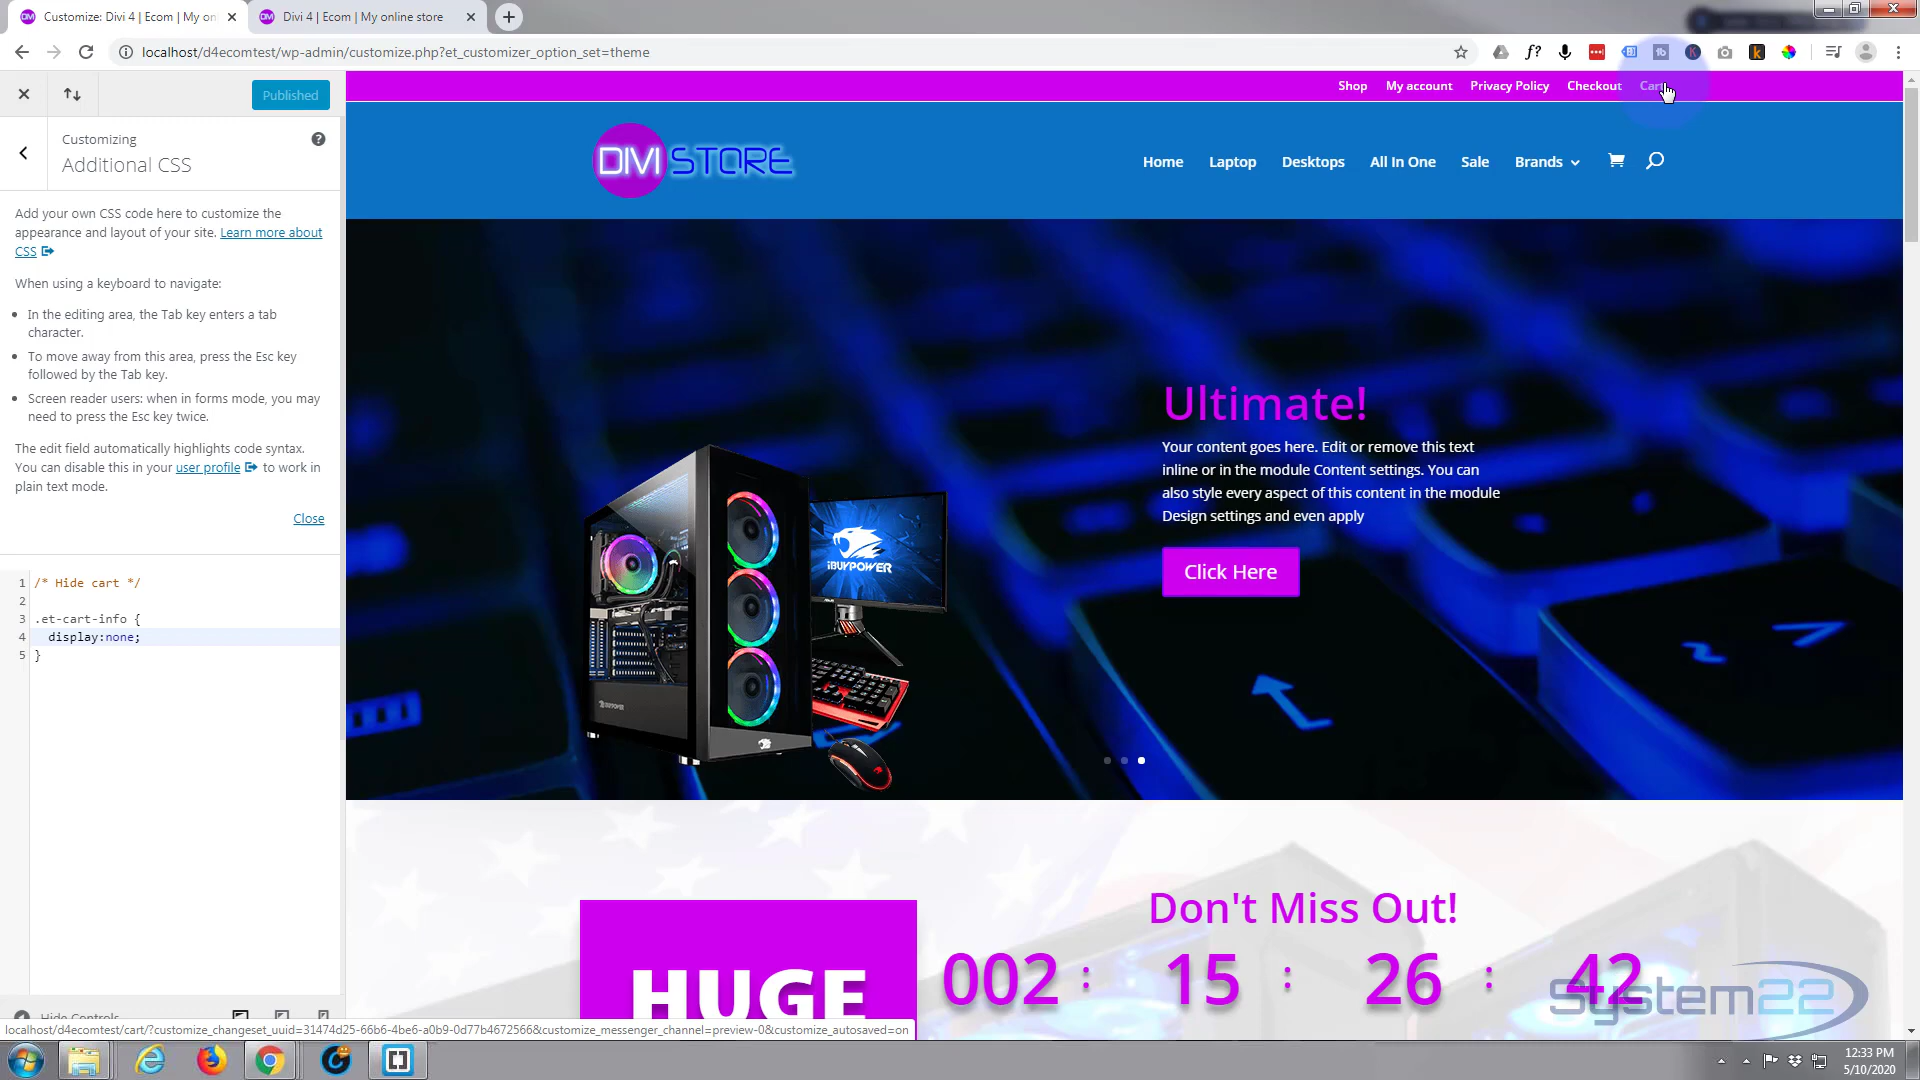 Customize: Divi 4 | Ecom | My onl
Divi 4 | Ecom | My online store
localhost/d4ecomtest/wp-admin/customize.php?et_customizer_option_set=theme
Published
Shop My account Privacy Policy Checkout Cart
Customizing
Additional CSS
DIVI STORE
Home Laptop Desktops All In One Sale Brands
Add your own CSS code here to customize the
appearance and layout of your site. Learn more about
CSS
When using a keyboard to navigate:
In the editing area, the Tab key enters a tab
character.
To move away from this area, press the Esc key
followed by the Tab key.
Screen reader users: when in forms mode, you may
need to press the Esc key twice.
The edit field automatically highlights code syntax.
You can disable this in your user profile to work in
plain text mode.
Close
Ultimate!
Your content goes here. Edit or remove this text
inline or in the module Content settings. You can
also style every aspect of this content in the module
Design settings and even apply
Click Here
iBUYPOWER
1 /* Hide cart */
2
3 .et-cart-info {
4 display:none;
5 }
Don't Miss Out!
HUGE
002 : 15 : 26 : 42
System22
Hide Controls
localhost/d4ecomtest/cart/?customize_changeset_uuid=31474d25-66b6-4be6-a0b9-0d77b4672566&customize_messenger_channel=preview-0&customize_autosaved=on
12:33 PM
5/10/2020